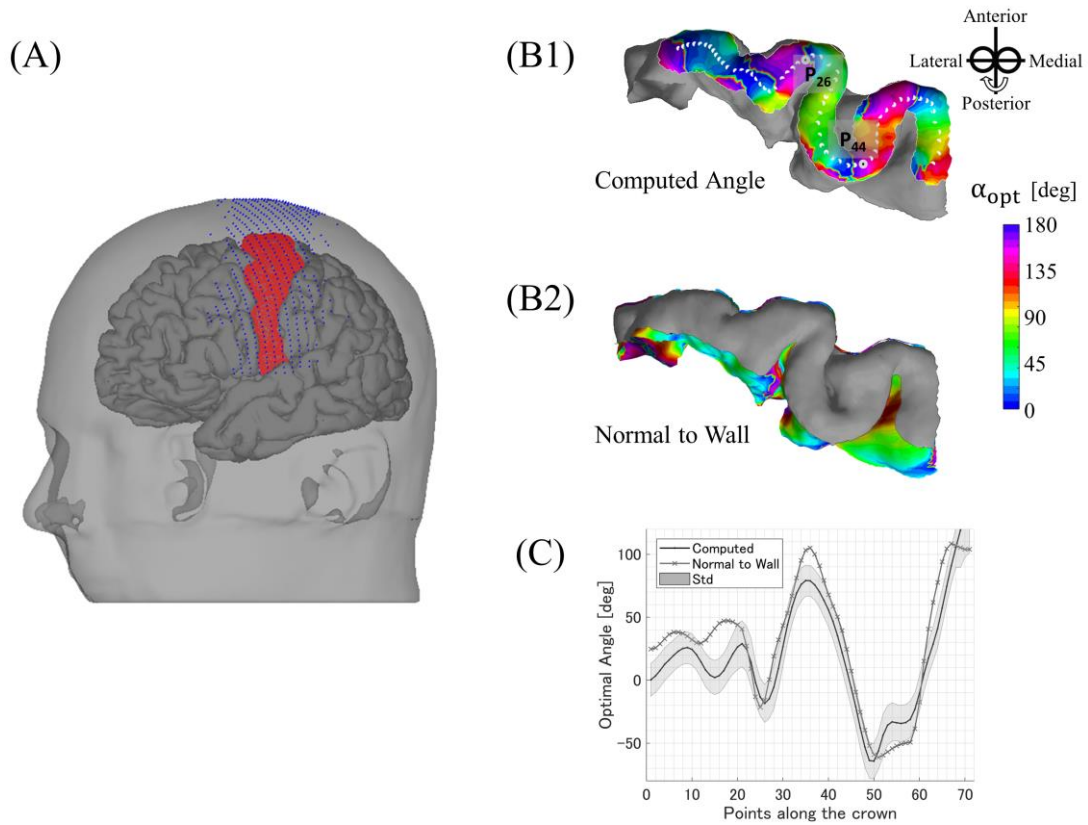 (A)
(B1)
P26
P44
Computed Angle
Anterior
Lateral
Medial
Posterior
αopt [deg]
180
135
90
45
0
(B2)
Normal to Wall
(C)
Computed
Normal to Wall
Std
Optimal Angle [deg]
100
50
0
−50
0 10 20 30 40 50 60 70
Points along the crown